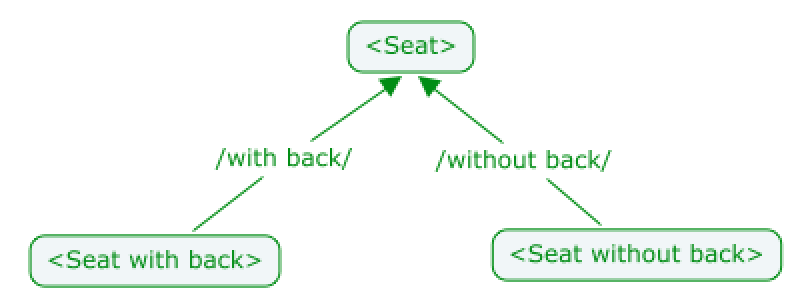 <Seat>
/with back/
/without back/
<Seat with back>
<Seat without back>